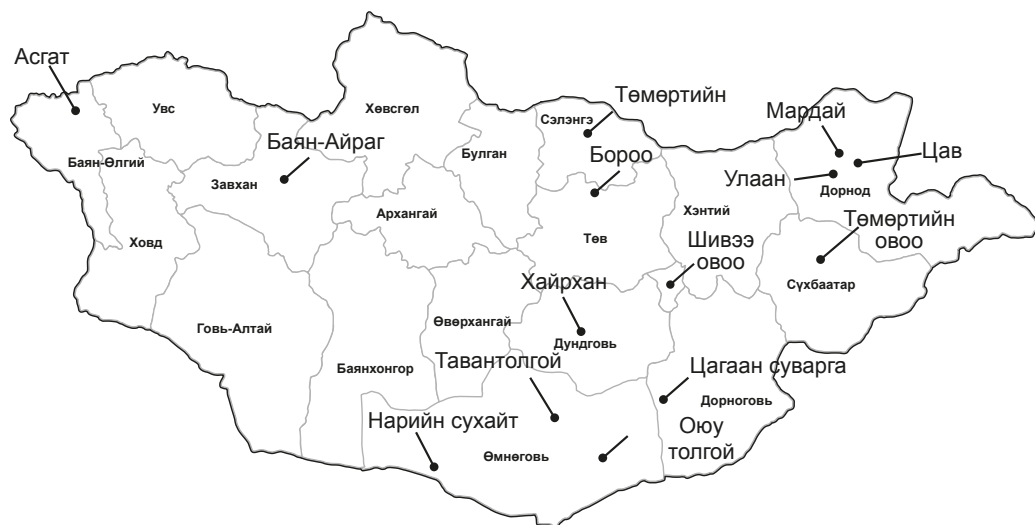 Асгат
Увс
Хөвсгөл
Төмөртийн
Сэлэнгэ
Мардай
Баян-Айраг
Баян-Өлгий
Булган
Бороо
Цав
Завхан
Улаан
Дорнод
Архангай
Хэнтий
Төмөртийн
овоо
Ховд
Төв
Шивээ
овоо
Хайрхан
Сүхбаатар
Говь-Алтай
Өвөрхангай
Дундговь
Баянхонгор
Тавантолгой
Цагаан суварга
Дорноговь
Нарийн сухайт
Оюу
толгой
Өмнөговь